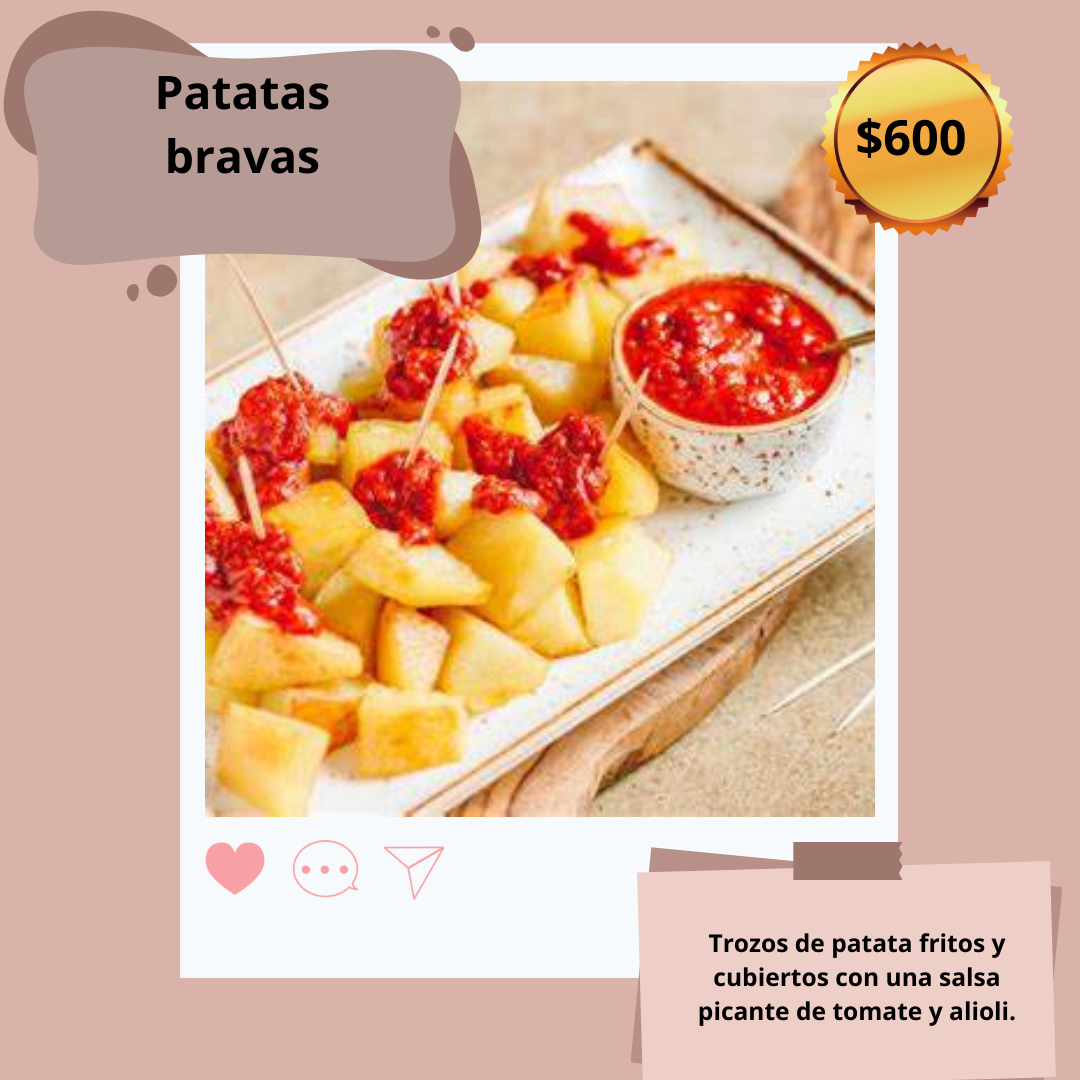 Patatas
bravas
$600
Trozos de patata fritos y
cubiertos con una salsa
picante de tomate y alioli.